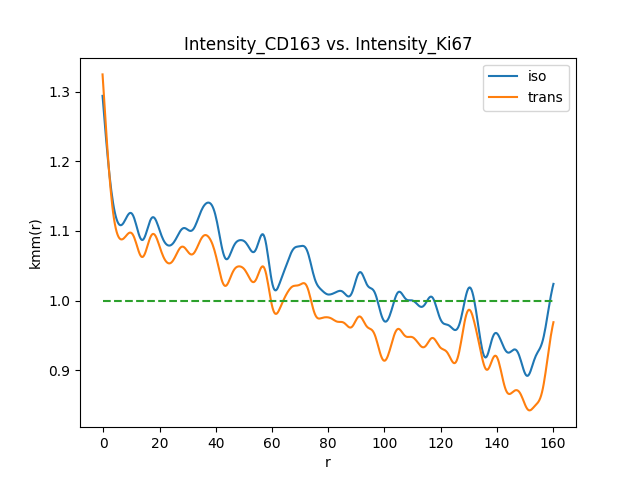 Intensity_CD163 vs. Intensity_Ki67
iso
trans
kmm(r)
1.3
1.2
1.1
1.0
0.9
0 20 40 60 80 100 120 140 160
r